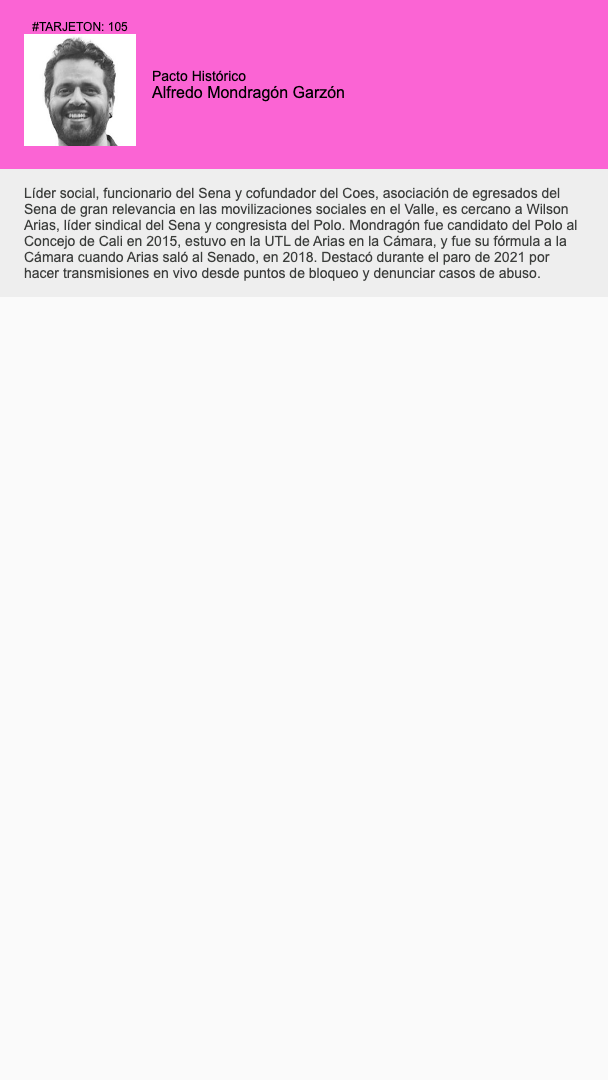 #TARJETON: 105
Pacto Histórico
Alfredo Mondragón Garzón
Líder social, funcionario del Sena y cofundador del Coes, asociación de egresados del
Sena de gran relevancia en las movilizaciones sociales en el Valle, es cercano a Wilson
Arias, líder sindical del Sena y congresista del Polo. Mondragón fue candidato del Polo al
Concejo de Cali en 2015, estuvo en la UTL de Arias en la Cámara, y fue su fórmula a la
Cámara cuando Arias saló al Senado, en 2018. Destacó durante el paro de 2021 por
hacer transmisiones en vivo desde puntos de bloqueo y denunciar casos de abuso.